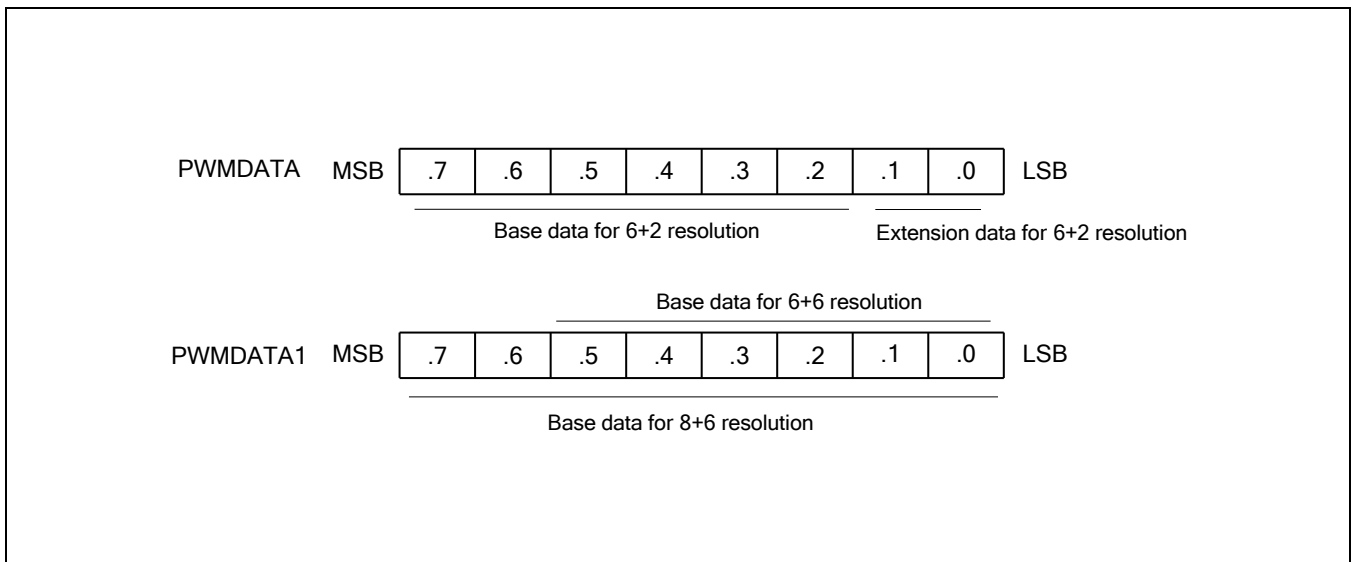 PWMDATA MSB .7 .6 .5 .4 .3 .2 .1 .0 LSB
Base data for 6+2 resolution Extension data for 6+2 resolution
Base data for 6+6 resolution
PWMDATA1 MSB .7 .6 .5 .4 .3 .2 .1 .0 LSB
Base data for 8+6 resolution